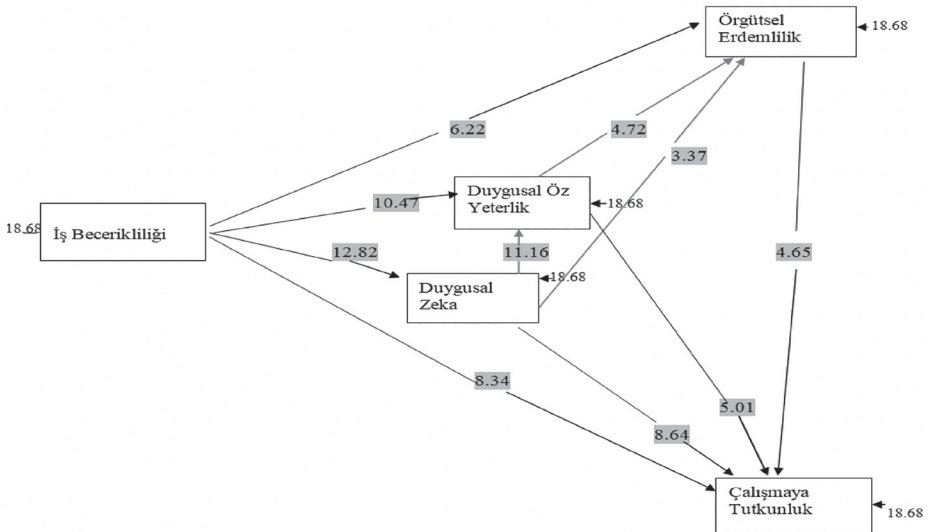 Örgütsel
Erdemlilik
18.68
6.22
4.72
3.37
Duygusal Öz
Yeterlik
18.68
10.47
18.68
İş Becerikliliği
12.82
11.16
4.65
Duygusal
Zeka
18.68
8.34
5.01
8.64
Çalışmaya
Tutkunluk
18.68